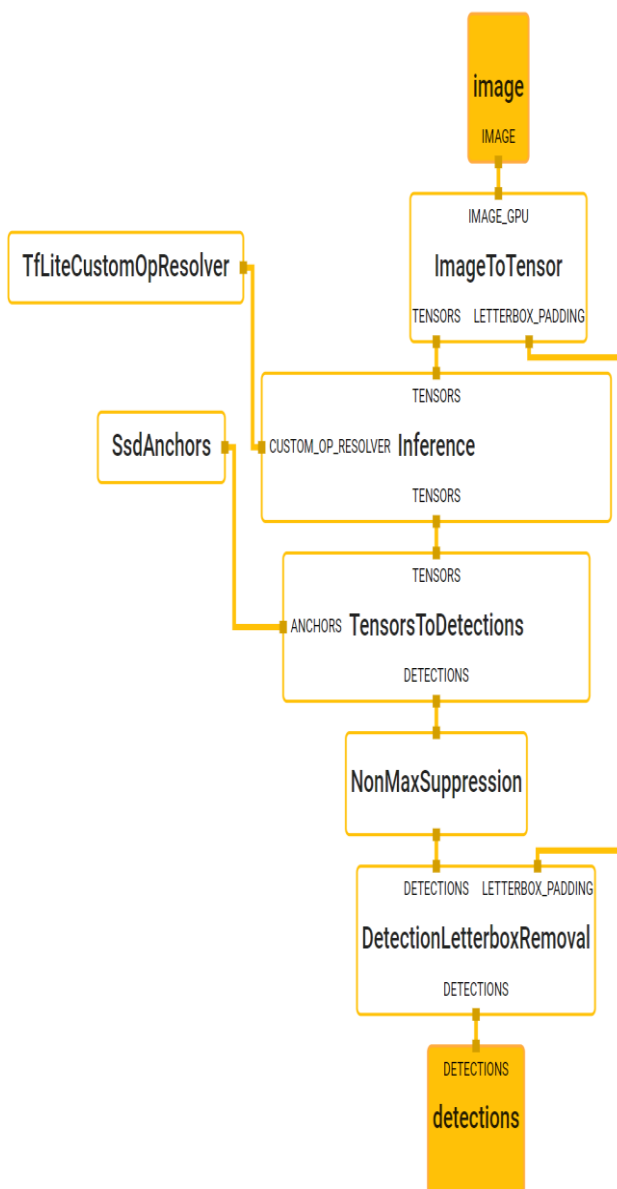 image
IMAGE
IMAGE_GPU
TfLiteCustomOpResolver
ImageToTensor
TENSORS LETTERBOX_PADDING
TENSORS
SsdAnchors
CUSTOM_OP_RESOLVER Inference
TENSORS
TENSORS
ANCHORS TensorsToDetections
DETECTIONS
NonMaxSuppression
DETECTIONS LETTERBOX_PADDING
DetectionLetterboxRemoval
DETECTIONS
DETECTIONS
detections